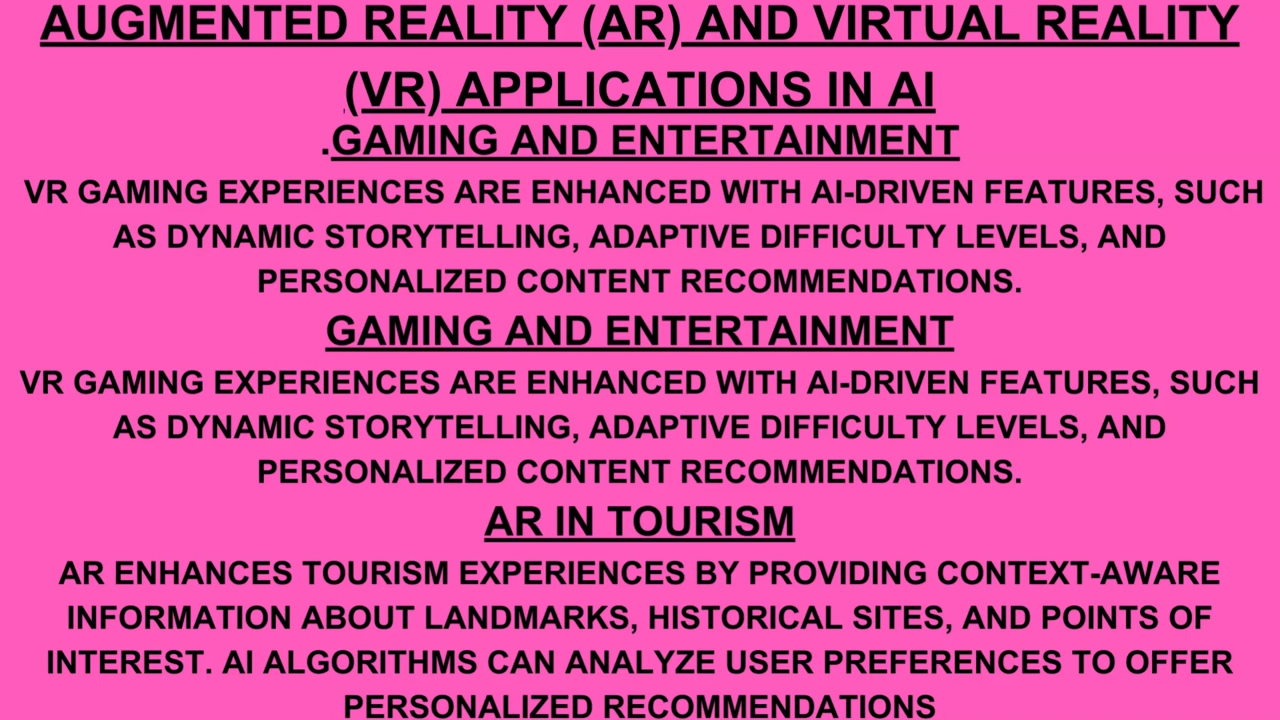 AUGMENTED REALITY (AR) AND VIRTUAL REALITY
(VR) APPLICATIONS IN AI
.GAMING AND ENTERTAINMENT
VR GAMING EXPERIENCES ARE ENHANCED WITH AI-DRIVEN FEATURES, SUCH
AS DYNAMIC STORYTELLING, ADAPTIVE DIFFICULTY LEVELS, AND
PERSONALIZED CONTENT RECOMMENDATIONS.
GAMING AND ENTERTAINMENT
VR GAMING EXPERIENCES ARE ENHANCED WITH AI-DRIVEN FEATURES, SUCH
AS DYNAMIC STORYTELLING, ADAPTIVE DIFFICULTY LEVELS, AND
PERSONALIZED CONTENT RECOMMENDATIONS.
AR IN TOURISM
AR ENHANCES TOURISM EXPERIENCES BY PROVIDING CONTEXT-AWARE
INFORMATION ABOUT LANDMARKS, HISTORICAL SITES, AND POINTS OF
INTEREST. AI ALGORITHMS CAN ANALYZE USER PREFERENCES TO OFFER
PERSONALIZED RECOMMENDATIONS